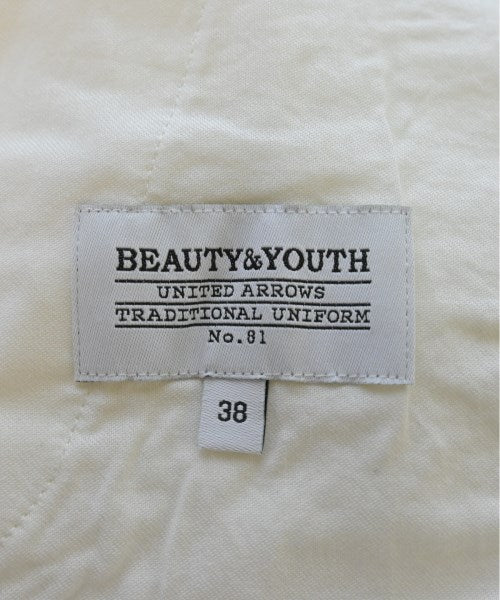 BEAUTY&YOUTH
UNITED ARROWS
TRADITIONAL UNIFORM
No.81
38